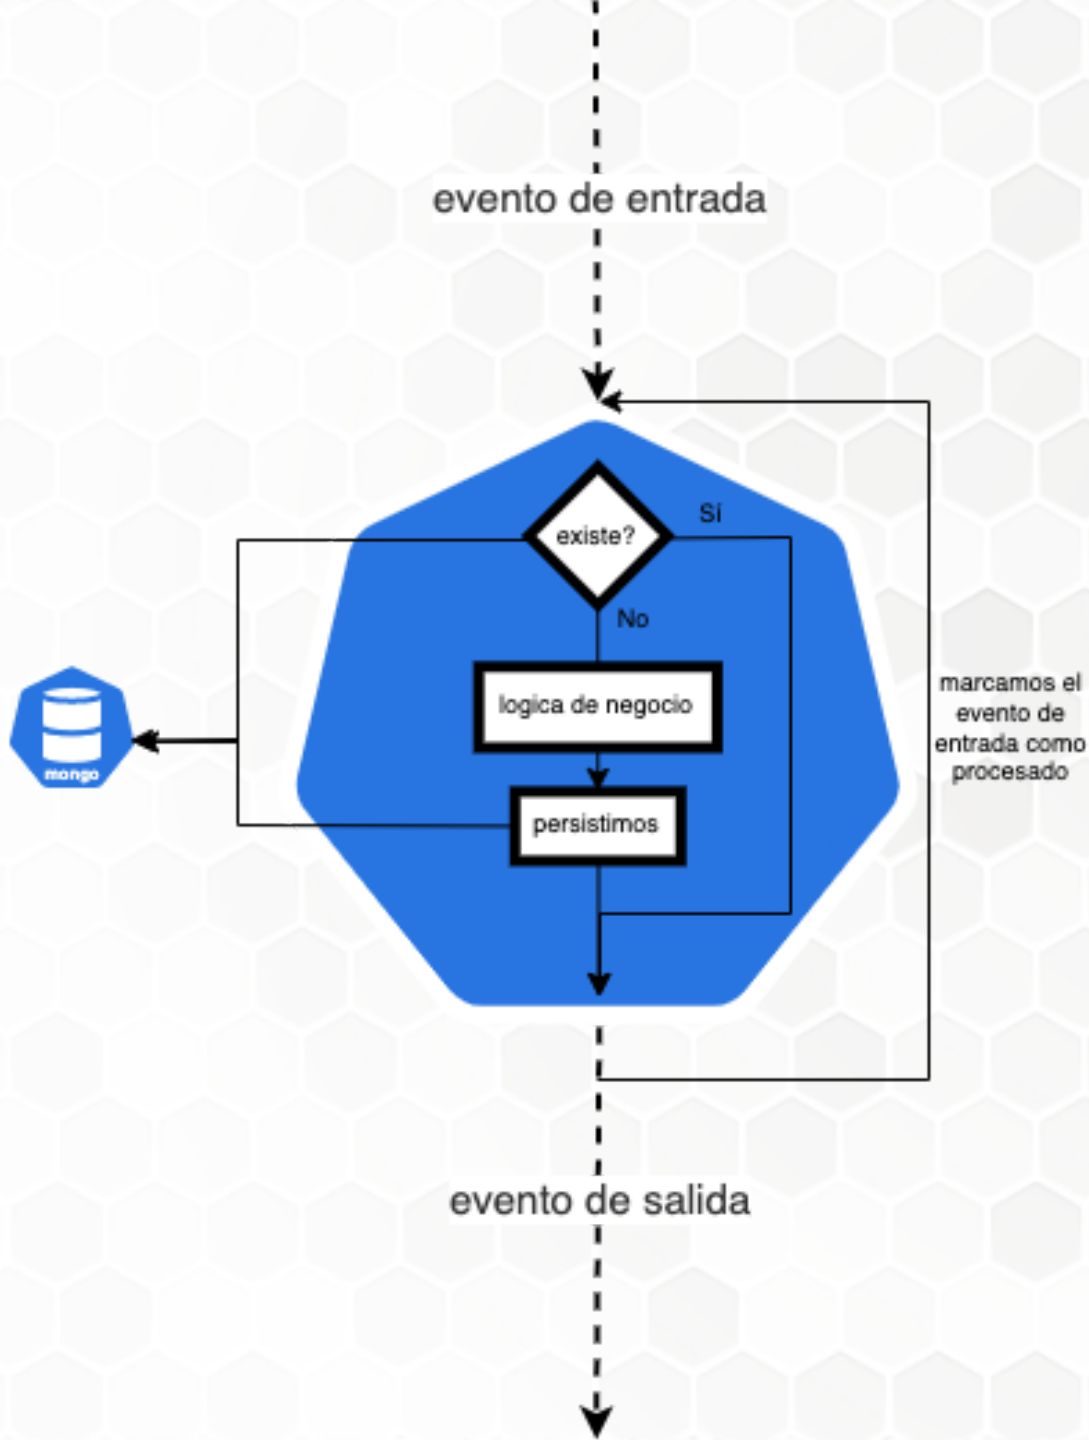 evento de entrada
existe?
Sí
No
logica de negocio
persistimos
mongo
marcamos el
evento de
entrada como
procesado
evento de salida